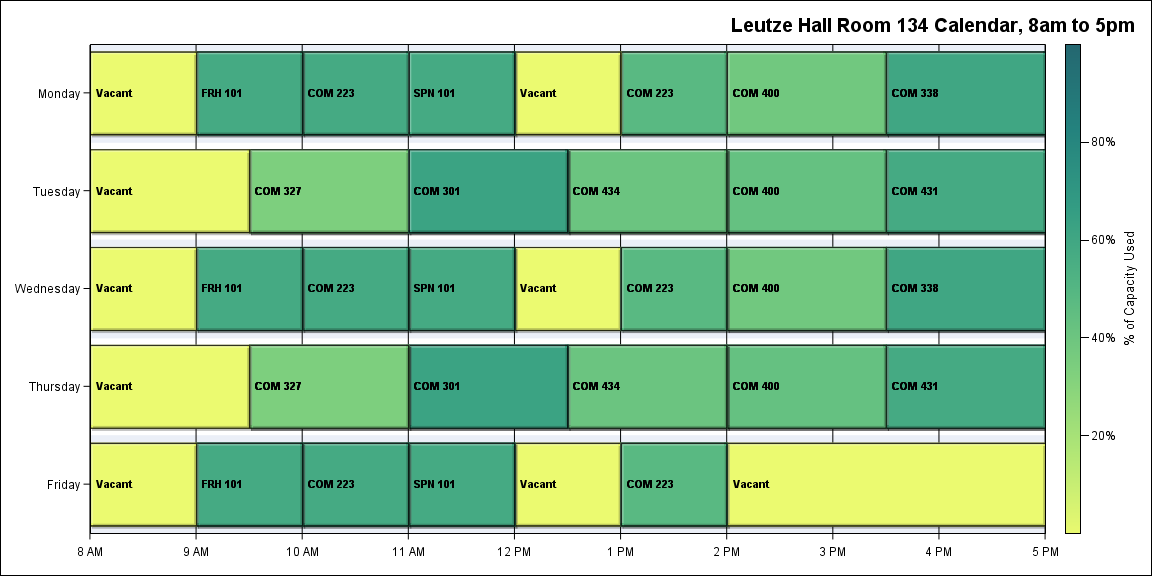 Leutze Hall Room 134 Calendar, 8am to 5pm
Monday
Vacant
FRH 101
COM 223
SPN 101
Vacant
COM 223
COM 400
COM 338
Tuesday
Vacant
COM 327
COM 301
COM 434
COM 400
COM 431
Wednesday
Vacant
FRH 101
COM 223
SPN 101
Vacant
COM 223
COM 400
COM 338
Thursday
Vacant
COM 327
COM 301
COM 434
COM 400
COM 431
Friday
Vacant
FRH 101
COM 223
SPN 101
Vacant
COM 223
Vacant
8 AM
9 AM
10 AM
11 AM
12 PM
1 PM
2 PM
3 PM
4 PM
5 PM
80%
60%
40%
20%
% of Capacity Used